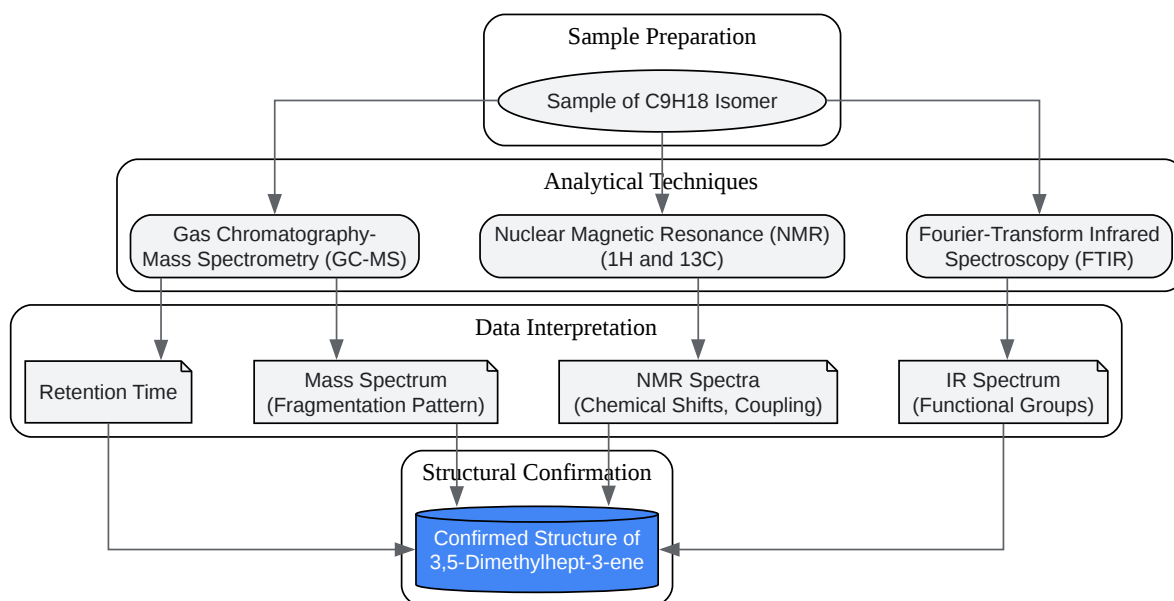 Sample Preparation
Sample of C9H18 Isomer
Analytical Techniques
Gas Chromatography-
Mass Spectrometry (GC-MS)
Nuclear Magnetic Resonance (NMR)
(1H and 13C)
Fourier-Transform Infrared
Spectroscopy (FTIR)
Data Interpretation
Retention Time
Mass Spectrum
(Fragmentation Pattern)
NMR Spectra
(Chemical Shifts, Coupling)
IR Spectrum
(Functional Groups)
Structural Confirmation
Confirmed Structure of
3,5-Dimethylhept-3-ene